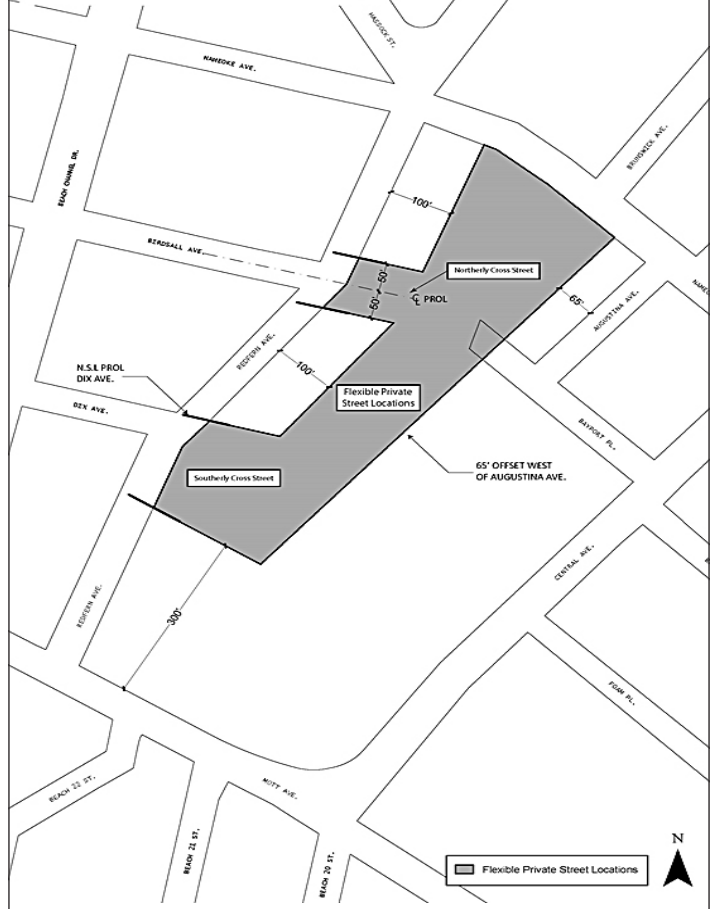 HASSOCK ST.
NAMEOKE AVE.
BRUNSWICK AVE.
BEACH CHANNEL DR.
100'
BIRDSALL AVE.
50'
Northerly Cross Street
℄ PROL
50'
65'
AUGUSTINA AVE.
REDFERN AVE.
N.S.L PROL
DIX AVE.
100'
Flexible Private
Street Locations
DIX AVE.
BAYPORT PL.
Southerly Cross Street
65' OFFSET WEST
OF AUGUSTINA AVE.
CENTRAL AVE.
REDFERN AVE.
300'
FOAM PL.
BEACH 22 ST.
MOTT AVE.
BEACH 21 ST.
BEACH 20 ST.
N
Flexible Private Street Locations